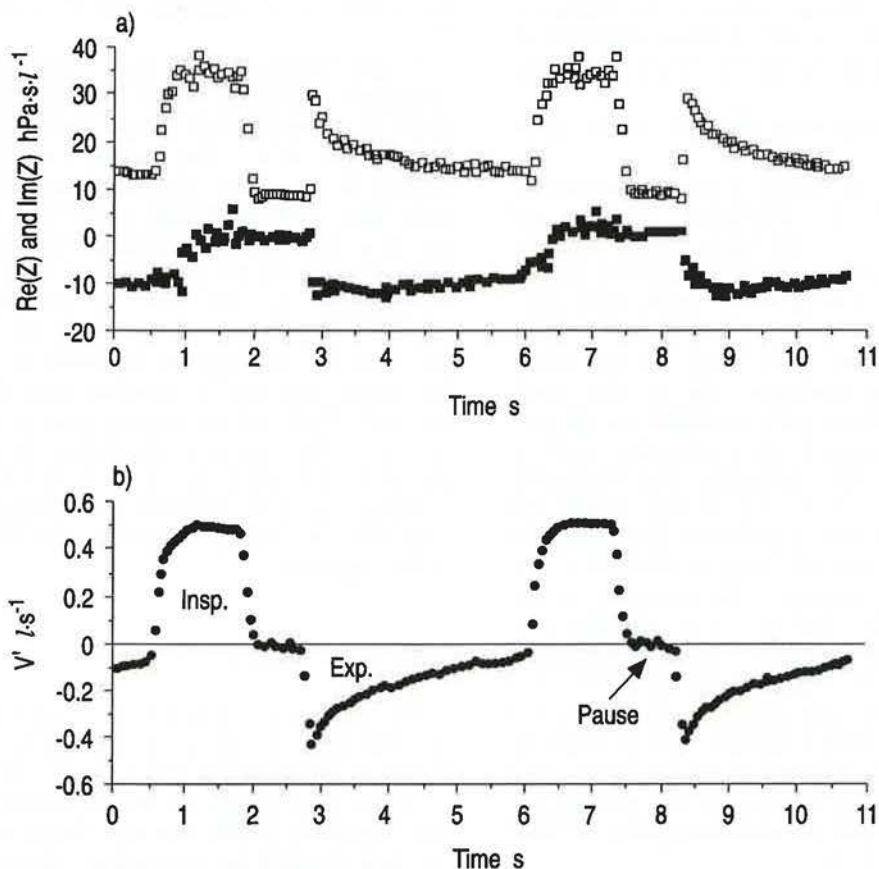 a)
Re(Z) and Im(Z) hPa·s·l⁻¹
40
30
20
10
0
-10
-20
0 1 2 3 4 5 6 7 8 9 10 11
Time s
b)
V' l·s⁻¹
0.6
0.4
0.2
0
-0.2
-0.4
-0.6
Insp.
Exp.
Pause
0 1 2 3 4 5 6 7 8 9 10 11
Time s